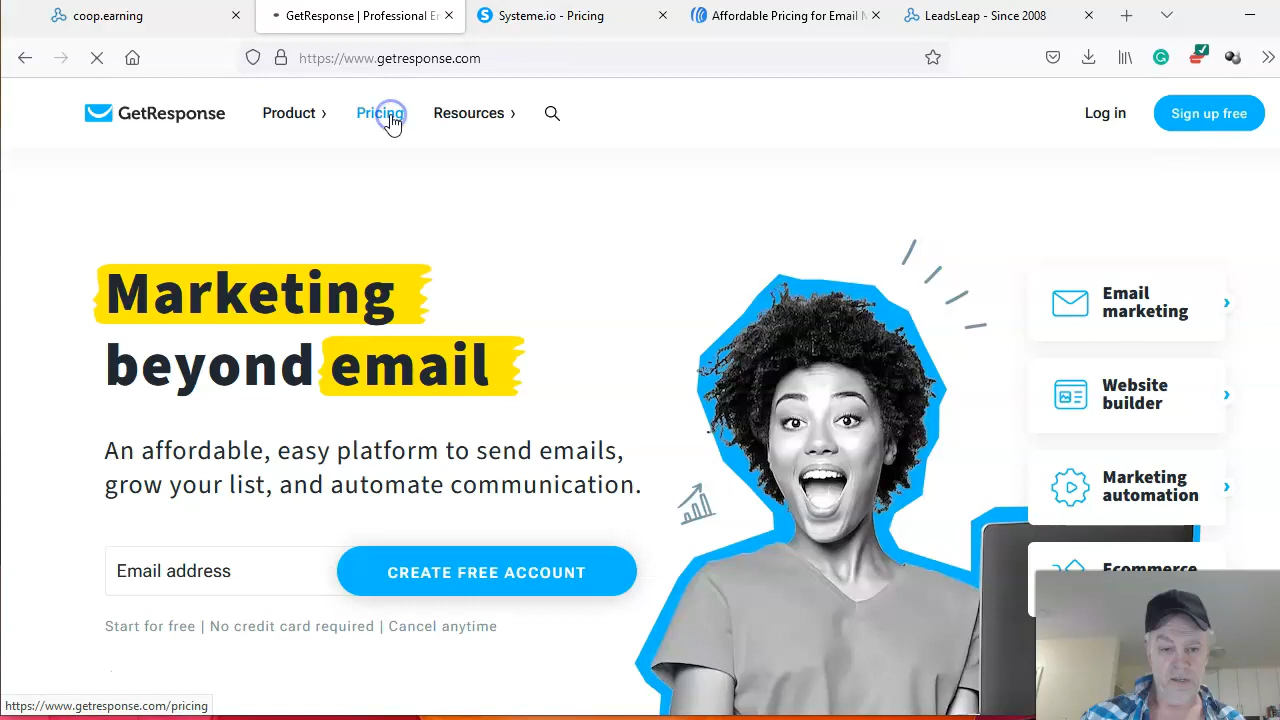 coop.earning
GetResponse | Professional Er
Systeme.io - Pricing
Affordable Pricing for Email
LeadsLeap - Since 2008
https://www.getresponse.com
GetResponse
Product ›
Pricing
Resources ›
Log in
Sign up free
Marketing
beyond email
An affordable, easy platform to send emails,
grow your list, and automate communication.
Email address
CREATE FREE ACCOUNT
Start for free | No credit card required | Cancel anytime
Email
marketing
Website
builder
Marketing
automation
Ecommerce
https://www.getresponse.com/pricing